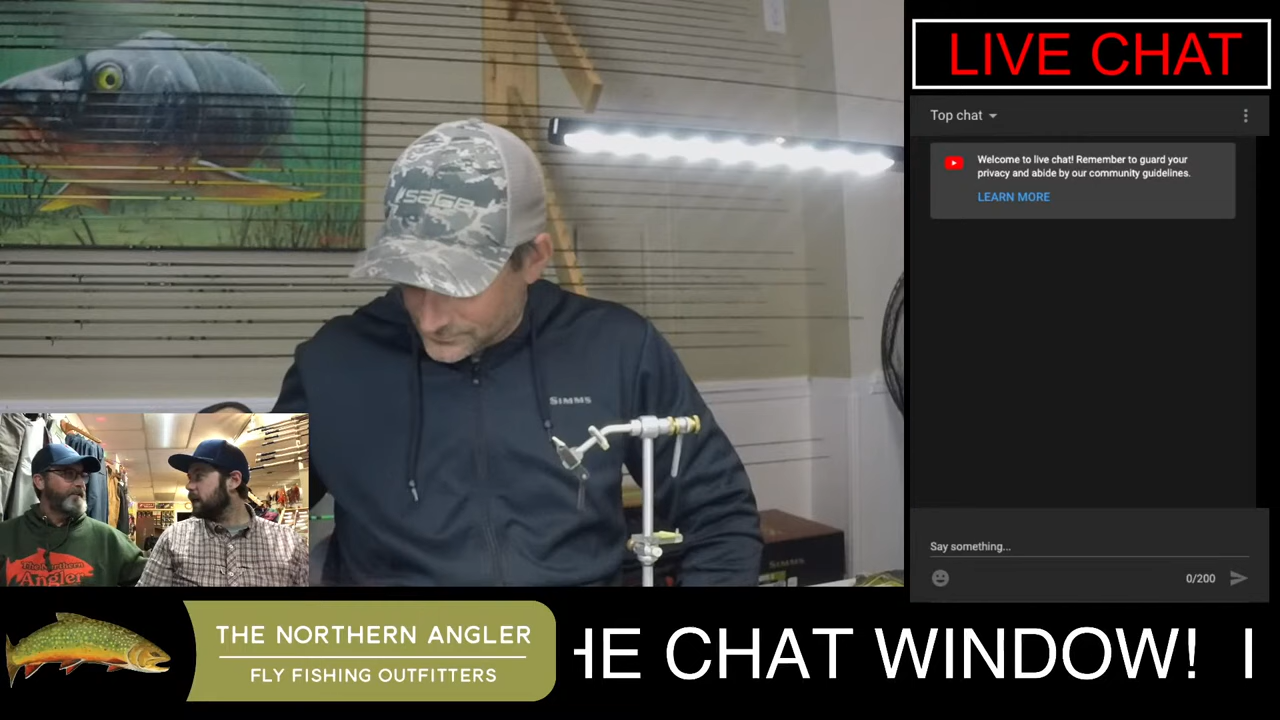 LIVE CHAT
Top chat
Welcome to live chat! Remember to guard your
privacy and abide by our community guidelines.
LEARN MORE
sage
SIMMS
SIMMS
The Northern
Angler
Say something...
0/200
THE NORTHERN ANGLER
FLY FISHING OUTFITTERS
HE CHAT WINDOW! I